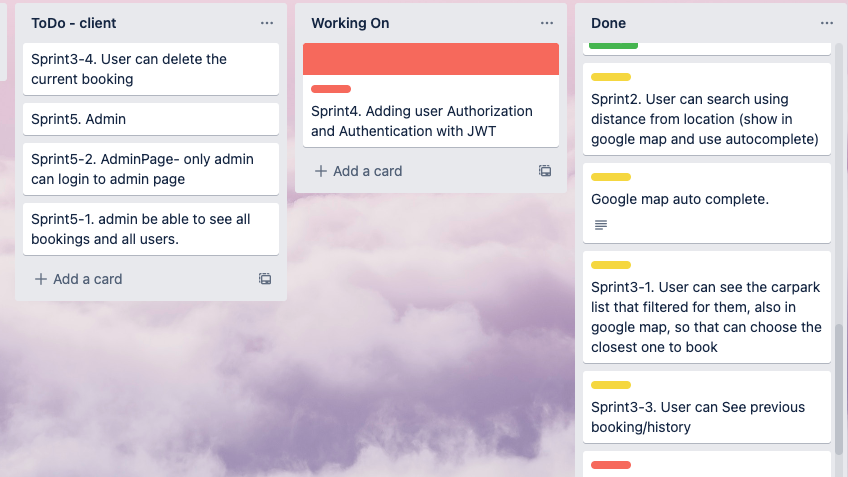 ToDo - client
Sprint3-4. User can delete the
current booking
Sprint5. Admin
Sprint5-2. AdminPage- only admin
can login to admin page
Sprint5-1. admin be able to see all
bookings and all users.
+ Add a card
Working On
Sprint4. Adding user Authorization
and Authentication with JWT
+ Add a card
Done
Sprint2. User can search using
distance from location (show in
google map and use autocomplete)
Google map auto complete.
Sprint3-1. User can see the carpark
list that filtered for them, also in
google map, so that can choose the
closest one to book
Sprint3-3. User can See previous
booking/history